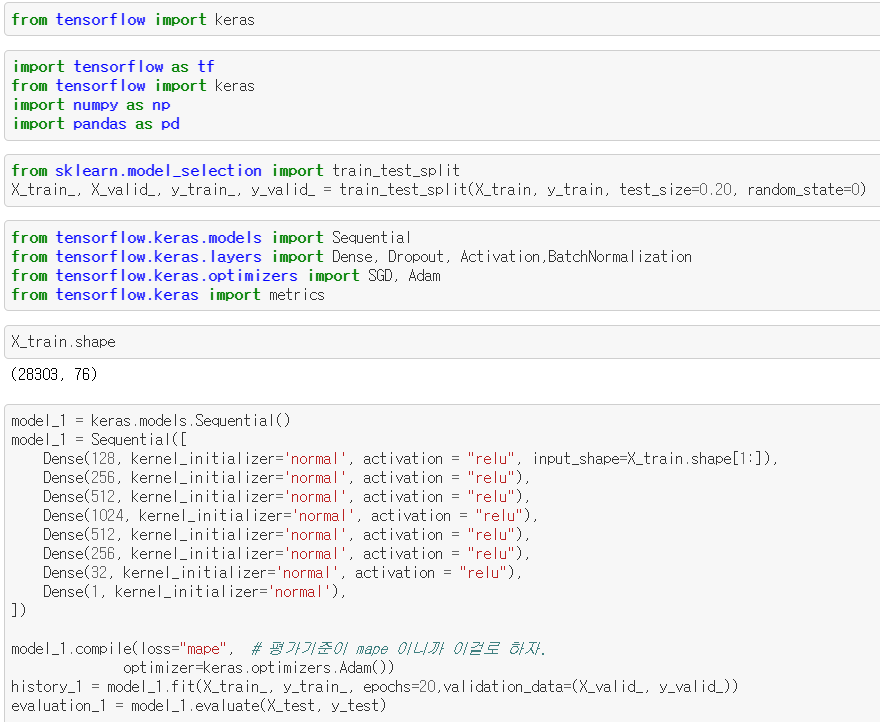 from tensorflow import keras
import tensorflow as tf
from tensorflow import keras
import numpy as np
import pandas as pd
from sklearn.model_selection import train_test_split
X_train_, X_valid_, y_train_, y_valid_ = train_test_split(X_train, y_train, test_size=0.20, random_state=0)
from tensorflow.keras.models import Sequential
from tensorflow.keras.layers import Dense, Dropout, Activation,BatchNormalization
from tensorflow.keras.optimizers import SGD, Adam
from tensorflow.keras import metrics
X_train.shape
(28303, 76)
model_1 = keras.models.Sequential()
model_1 = Sequential([
    Dense(128, kernel_initializer='normal', activation = "relu", input_shape=X_train.shape[1:]),
    Dense(256, kernel_initializer='normal', activation = "relu"),
    Dense(512, kernel_initializer='normal', activation = "relu"),
    Dense(1024, kernel_initializer='normal', activation = "relu"),
    Dense(512, kernel_initializer='normal', activation = "relu"),
    Dense(256, kernel_initializer='normal', activation = "relu"),
    Dense(32, kernel_initializer='normal', activation = "relu"),
    Dense(1, kernel_initializer='normal'),
])
model_1.compile(loss="mape",  # 평가기준이 mape 이니까 이걸로 하자.
              optimizer=keras.optimizers.Adam())
history_1 = model_1.fit(X_train_, y_train_, epochs=20,validation_data=(X_valid_, y_valid_))
evaluation_1 = model_1.evaluate(X_test, y_test)